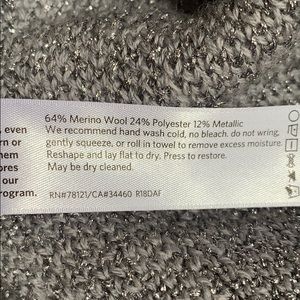 64% Merino Wool 24% Polyester 12% Metallic
We recommend hand wash cold, no bleach. do not wring,
gently squeeze, or roll in towel to remove excess moisture.
Reshape and lay flat to dry. Press to restore.
May be dry cleaned.
RN#78121/CA#34460 R18DAF
even
rn or
hem
ores
our
rogram.